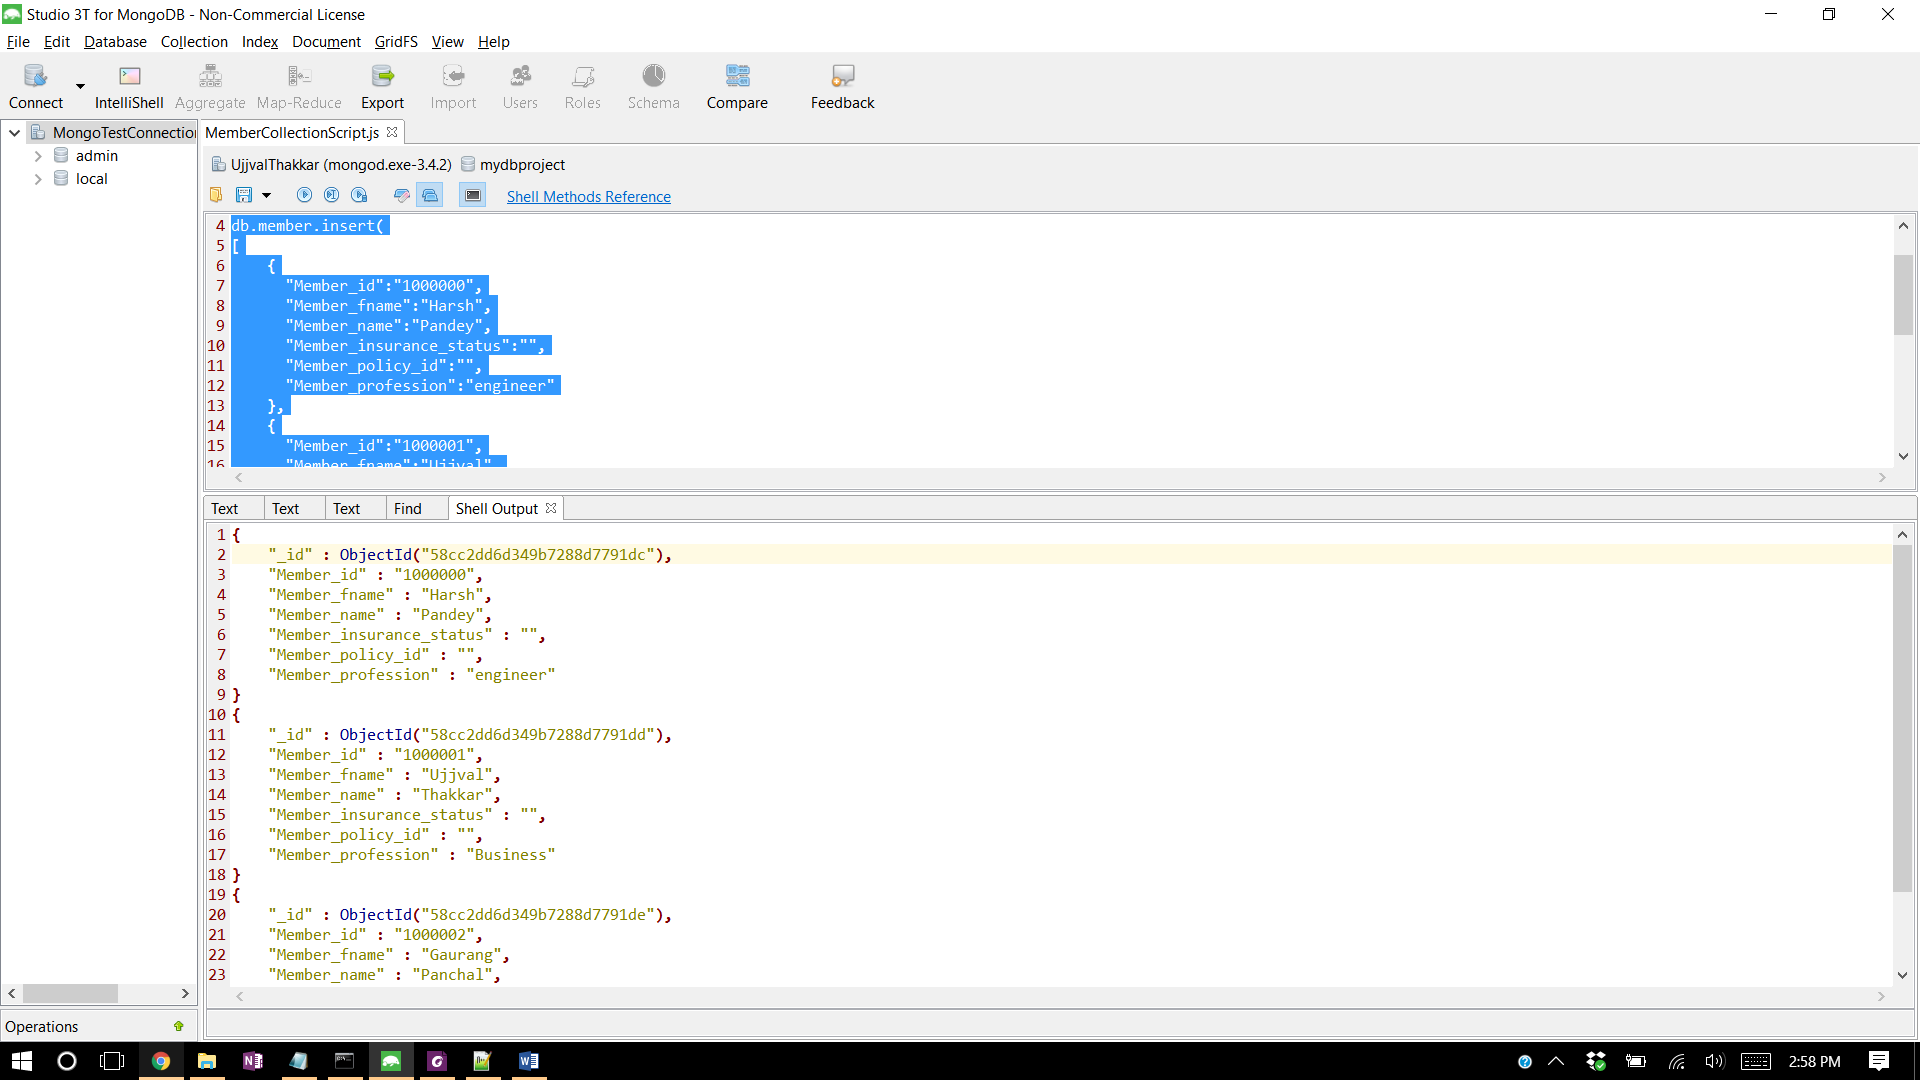 Studio 3T for MongoDB - Non-Commercial License
File Edit Database Collection Index Document GridFS View Help
Connect IntelliShell Aggregate Map-Reduce Export Import Users Roles Schema Compare Feedback
MongoTestConnection
admin
local
MemberCollectionScript.js
UjjvalThakkar (mongod.exe-3.4.2) mydbproject
Shell Methods Reference
4 db.member.insert(
5 [
6 {
7 "Member_id":"1000000",
8 "Member_fname":"Harsh",
9 "Member_name":"Pandey",
10 "Member_insurance_status":"",
11 "Member_policy_id":"",
12 "Member_profession":"engineer"
13 },
14 {
15 "Member_id":"1000001",
16 "Member_fname":"Ujjval"
Text Text Text Find Shell Output
1 {
2 "_id" : ObjectId("58cc2dd6d349b7288d7791dc"),
3 "Member_id" : "1000000",
4 "Member_fname" : "Harsh",
5 "Member_name" : "Pandey",
6 "Member_insurance_status" : "",
7 "Member_policy_id" : "",
8 "Member_profession" : "engineer"
9 }
10 {
11 "_id" : ObjectId("58cc2dd6d349b7288d7791dd"),
12 "Member_id" : "1000001",
13 "Member_fname" : "Ujjval",
14 "Member_name" : "Thakkar",
15 "Member_insurance_status" : "",
16 "Member_policy_id" : "",
17 "Member_profession" : "Business"
18 }
19 {
20 "_id" : ObjectId("58cc2dd6d349b7288d7791de"),
21 "Member_id" : "1000002",
22 "Member_fname" : "Gaurang",
23 "Member_name" : "Panchal",
Operations
2:58 PM